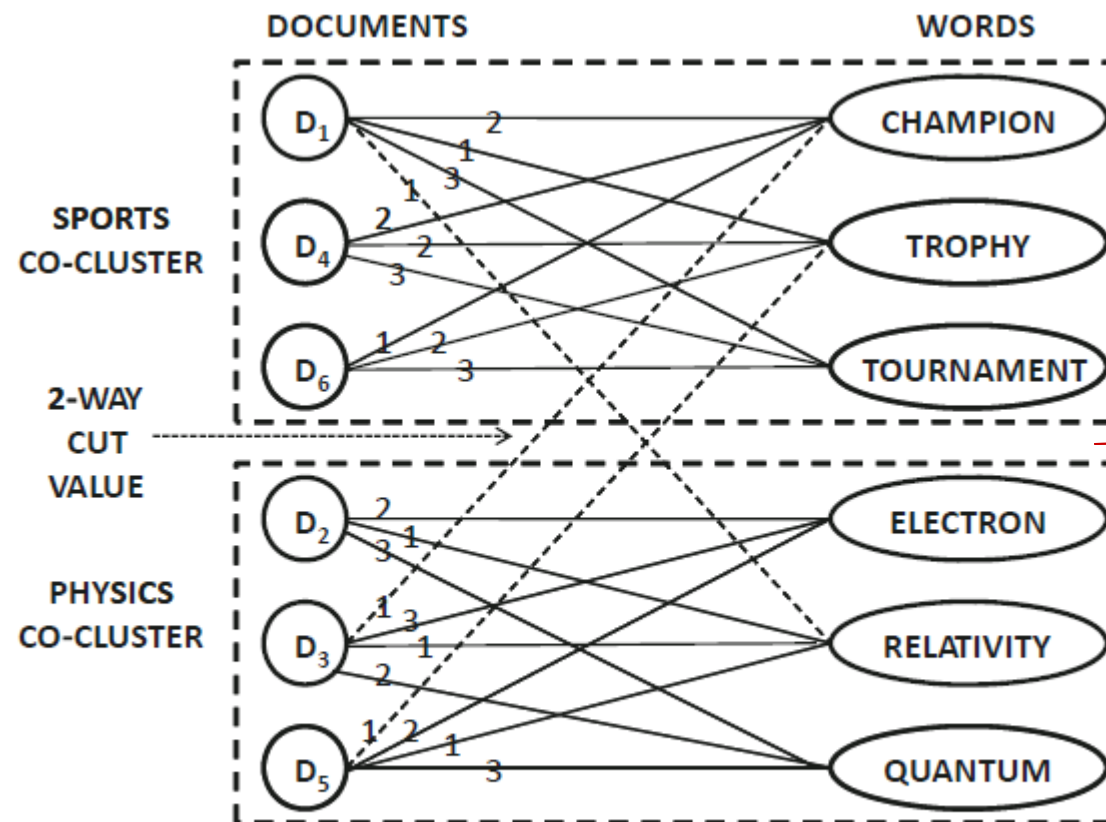 DOCUMENTS WORDS
D1 2 CHAMPION
1
3
1
SPORTS
CO-CLUSTER
D4 2 2 3 TROPHY
D6 1 2 3 TOURNAMENT
2-WAY
CUT
VALUE
D2 2 1 3 ELECTRON
PHYSICS
CO-CLUSTER
D3 1 3 1 2 RELATIVITY
D5 1 2 1 3 QUANTUM